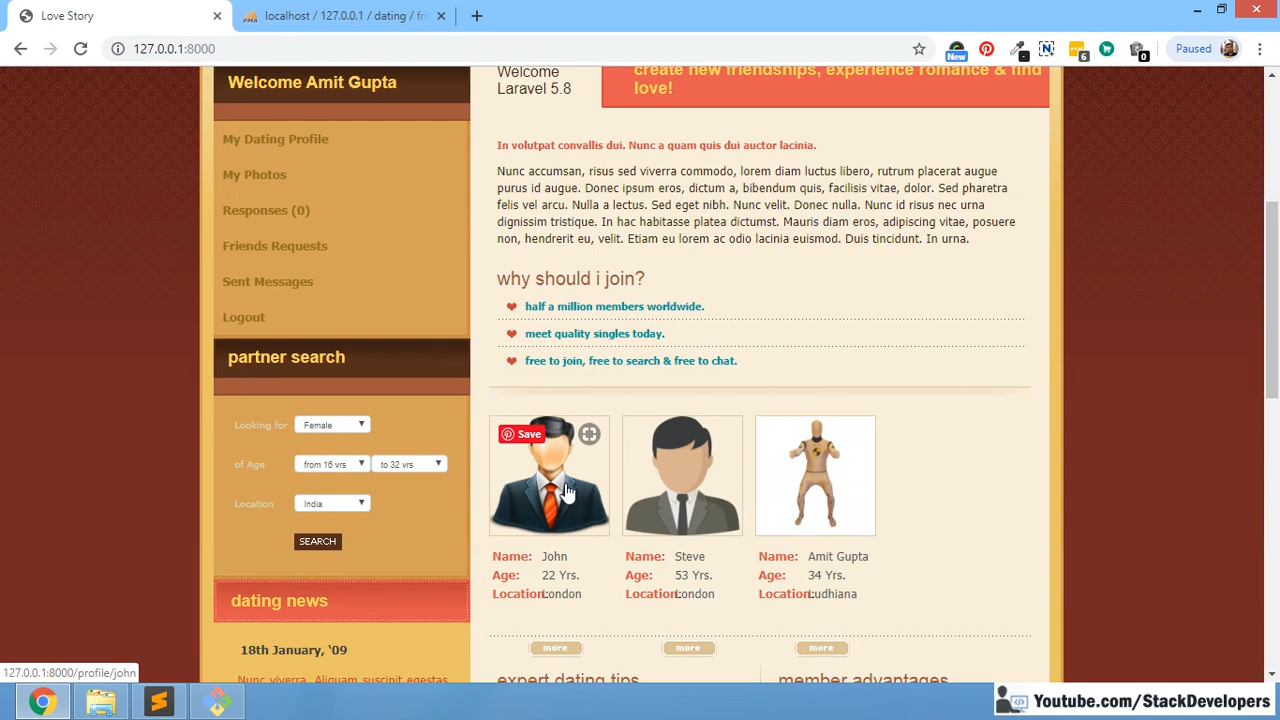 Love Story
localhost / 127.0.0.1 / dating / fri
127.0.0.1:8000
New
6
0
Paused
Welcome Amit Gupta
My Dating Profile
My Photos
Responses (0)
Friends Requests
Sent Messages
Logout
partner search
Looking for Female
of Age from 16 vrs to 32 vrs
Location India
SEARCH
dating news
18th January, '09
Nunc viverra. Aliquam suscipit egestas
Welcome
Laravel 5.8
create new friendships, experience romance & find
love!
In volutpat convallis dui. Nunc a quam quis dui auctor lacinia.
Nunc accumsan, risus sed viverra commodo, lorem diam luctus libero, rutrum placerat augue
purus id augue. Donec ipsum eros, dictum a, bibendum quis, facilisis vitae, dolor. Sed pharetra
felis vel arcu. Nulla a lectus. Sed eget nibh. Nunc velit. Donec nulla. Nunc id risus nec urna
dignissim tristique. In hac habitasse platea dictumst. Mauris diam eros, adipiscing vitae, posuere
non, hendrerit eu, velit. Etiam eu lorem ac odio lacinia euismod. Duis tincidunt. In urna.
why should i join?
half a million members worldwide.
meet quality singles today.
free to join, free to search & free to chat.
Save
Name: John
Age: 22 Yrs.
Location: London
Name: Steve
Age: 53 Yrs.
Location: London
Name: Amit Gupta
Age: 34 Yrs.
Location: Ludhiana
more
more
more
expert dating tips
member advantages
127.0.0.1:8000/profile/john
Youtube.com/StackDevelopers